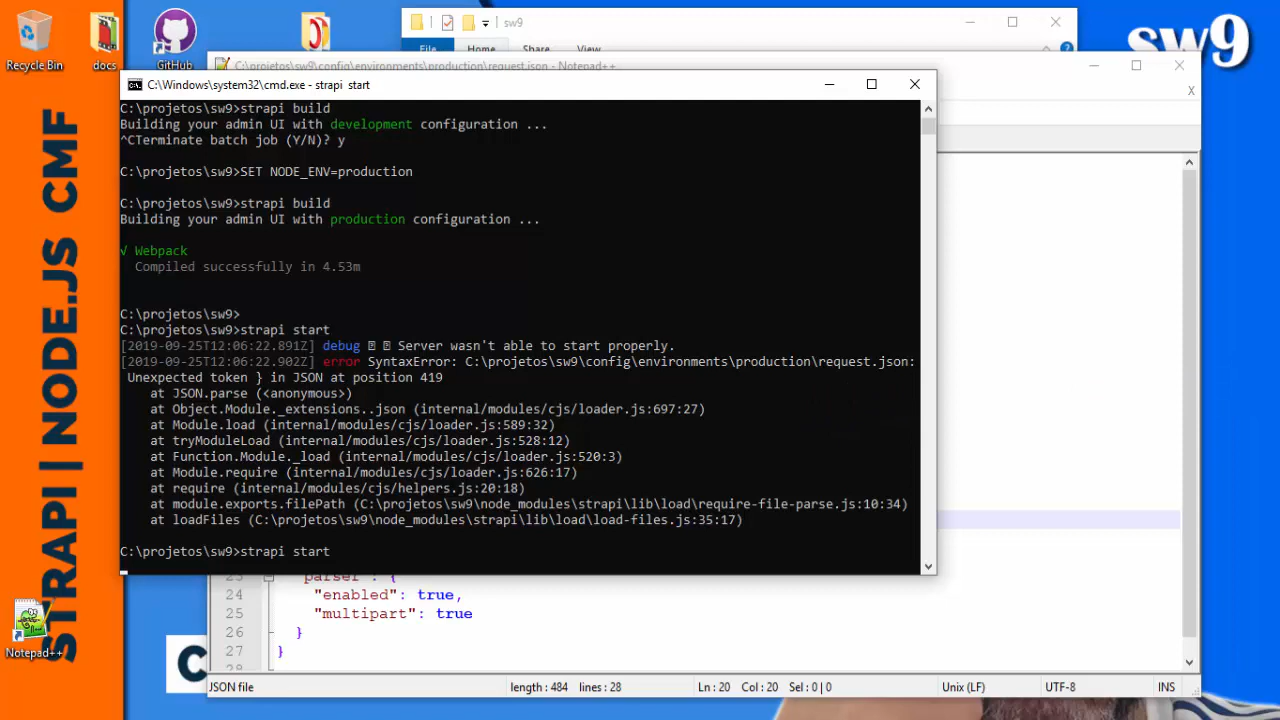 Recycle Bin
docs
GitHub
STRAPI | NODE.JS CMF
Notepad++
sw9
sw9
File Home Share View
C:\projetos\sw9\config\environments\production\request.json - Notepad++
X
C:\Windows\system32\cmd.exe - strapi start
C:\projetos\sw9>strapi build
Building your admin UI with development configuration ...
^CTerminate batch job (Y/N)? y
C:\projetos\sw9>SET NODE_ENV=production
C:\projetos\sw9>strapi build
Building your admin UI with production configuration ...
√ Webpack
Compiled successfully in 4.53m
C:\projetos\sw9>
C:\projetos\sw9>strapi start
[2019-09-25T12:06:22.891Z] debug Server wasn't able to start properly.
[2019-09-25T12:06:22.902Z] error SyntaxError: C:\projetos\sw9\config\environments\production\request.json:
Unexpected token } in JSON at position 419
at JSON.parse (<anonymous>)
at Object.Module._extensions..json (internal/modules/cjs/loader.js:697:27)
at Module.load (internal/modules/cjs/loader.js:589:32)
at tryModuleLoad (internal/modules/cjs/loader.js:528:12)
at Function.Module._load (internal/modules/cjs/loader.js:520:3)
at Module.require (internal/modules/cjs/loader.js:626:17)
at require (internal/modules/cjs/helpers.js:20:18)
at module.exports.filePath (C:\projetos\sw9\node_modules\strapi\lib\load\require-file-parse.js:10:34)
at loadFiles (C:\projetos\sw9\node_modules\strapi\lib\load\load-files.js:35:17)
C:\projetos\sw9>strapi start
23 "parser": {
24 "enabled": true,
25 "multipart": true
26 }
27 }
28
C
JSON file length : 484 lines : 28 Ln : 20 Col : 20 Sel : 0 | 0 Unix (LF) UTF-8 INS